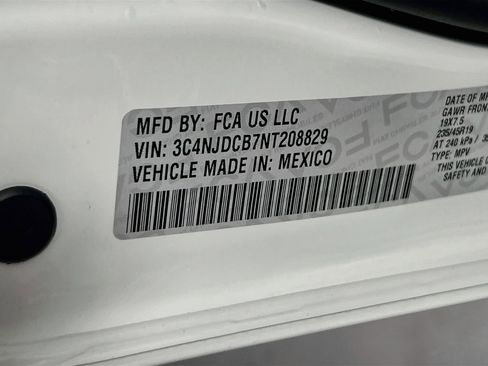 MFD BY: FCA US LLC
VIN: 3C4NJDCB7NT208829
VEHICLE MADE IN: MEXICO
DATE OF
GAWR FRON
19X7.5
235/45R19
AT 240 kPa /
TYPE: MPV
THIS VEHICLE
SAFETY AND